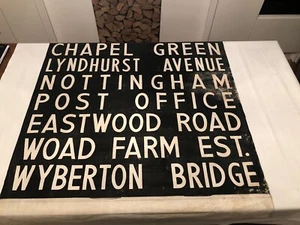 CHAPEL GREEN
LYNDHURST AVENUE
NOTTINGHAM
POST OFFICE
EASTWOOD ROAD
WOAD FARM EST.
WYBERTON BRIDGE